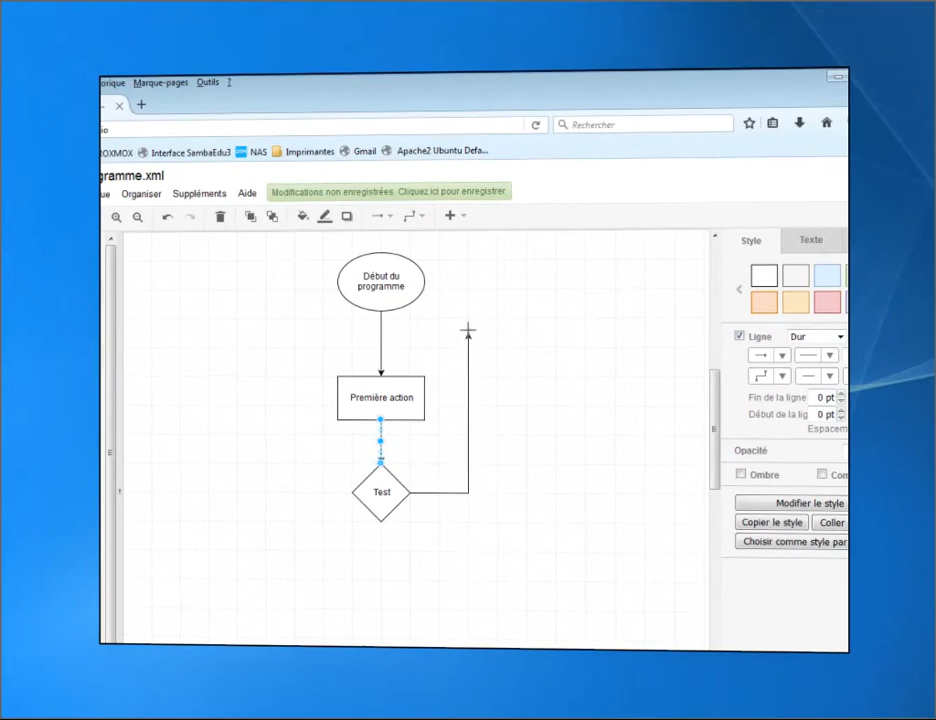 orique Marque-pages Outils ?
io
Rechercher
OXMOX Interface SambaEdu3 NAS Imprimantes Gmail Apache2 Ubuntu Defa...
gramme.xml
ue Organiser Suppléments Aide Modifications non enregistrées. Cliquez ici pour enregistrer.
Style Texte
Début du
programme
Ligne Dur
Première action
Fin de la ligne 0 pt
Début de la lig 0 pt
Espacem
Opacité
Ombre Con
Test
Modifier le style
Copier le style Coller
Choisir comme style par